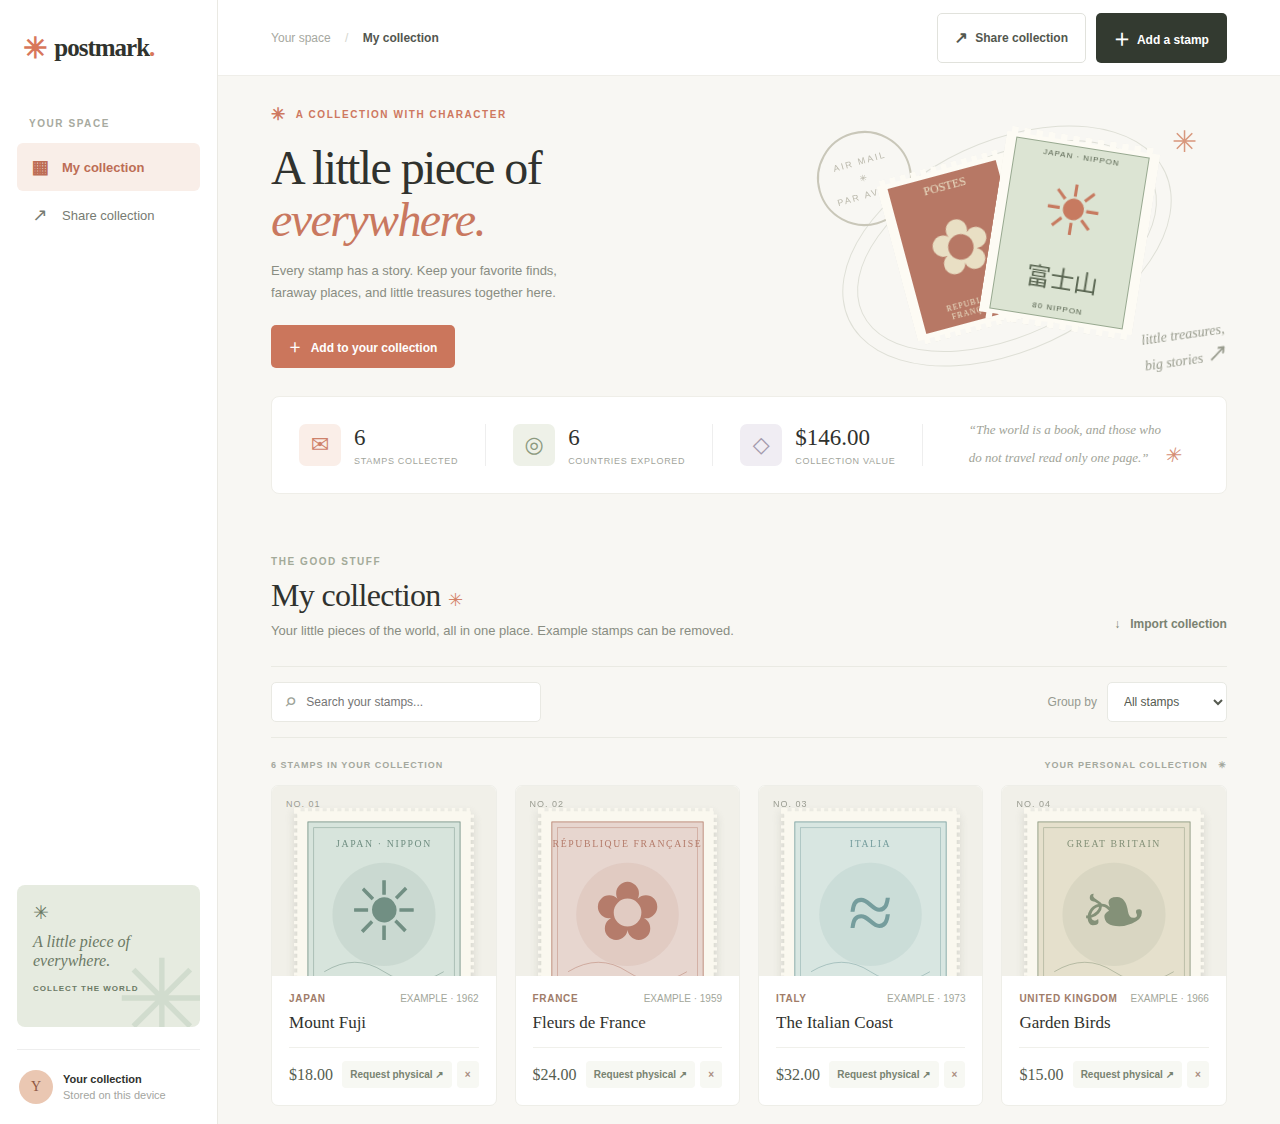 postmark.
YOUR SPACE
My collection
Share collection
A little piece of
everywhere.
COLLECT THE WORLD
Y
Your collection
Stored on this device
Your space / My collection
Share collection
Add a stamp
A COLLECTION WITH CHARACTER
A little piece of
everywhere.
Every stamp has a story. Keep your favorite finds,
faraway places, and little treasures together here.
Add to your collection
AIR MAIL
PAR AV
POSTES
JAPAN · NIPPON
富士山
80 NIPPON
little treasures,
big stories
6
STAMPS COLLECTED
6
COUNTRIES EXPLORED
$146.00
COLLECTION VALUE
“The world is a book, and those who
do not travel read only one page.”
THE GOOD STUFF
My collection
Your little pieces of the world, all in one place. Example stamps can be removed.
Import collection
Search your stamps...
Group by
All stamps
6 STAMPS IN YOUR COLLECTION
YOUR PERSONAL COLLECTION
NO. 01
JAPAN · NIPPON
JAPAN
EXAMPLE · 1962
Mount Fuji
$18.00
Request physical ↗
×
NO. 02
RÉPUBLIQUE FRANÇAISE
FRANCE
EXAMPLE · 1959
Fleurs de France
$24.00
Request physical ↗
×
NO. 03
ITALIA
ITALY
EXAMPLE · 1973
The Italian Coast
$32.00
Request physical ↗
×
NO. 04
GREAT BRITAIN
UNITED KINGDOM
EXAMPLE · 1966
Garden Birds
$15.00
Request physical ↗
×